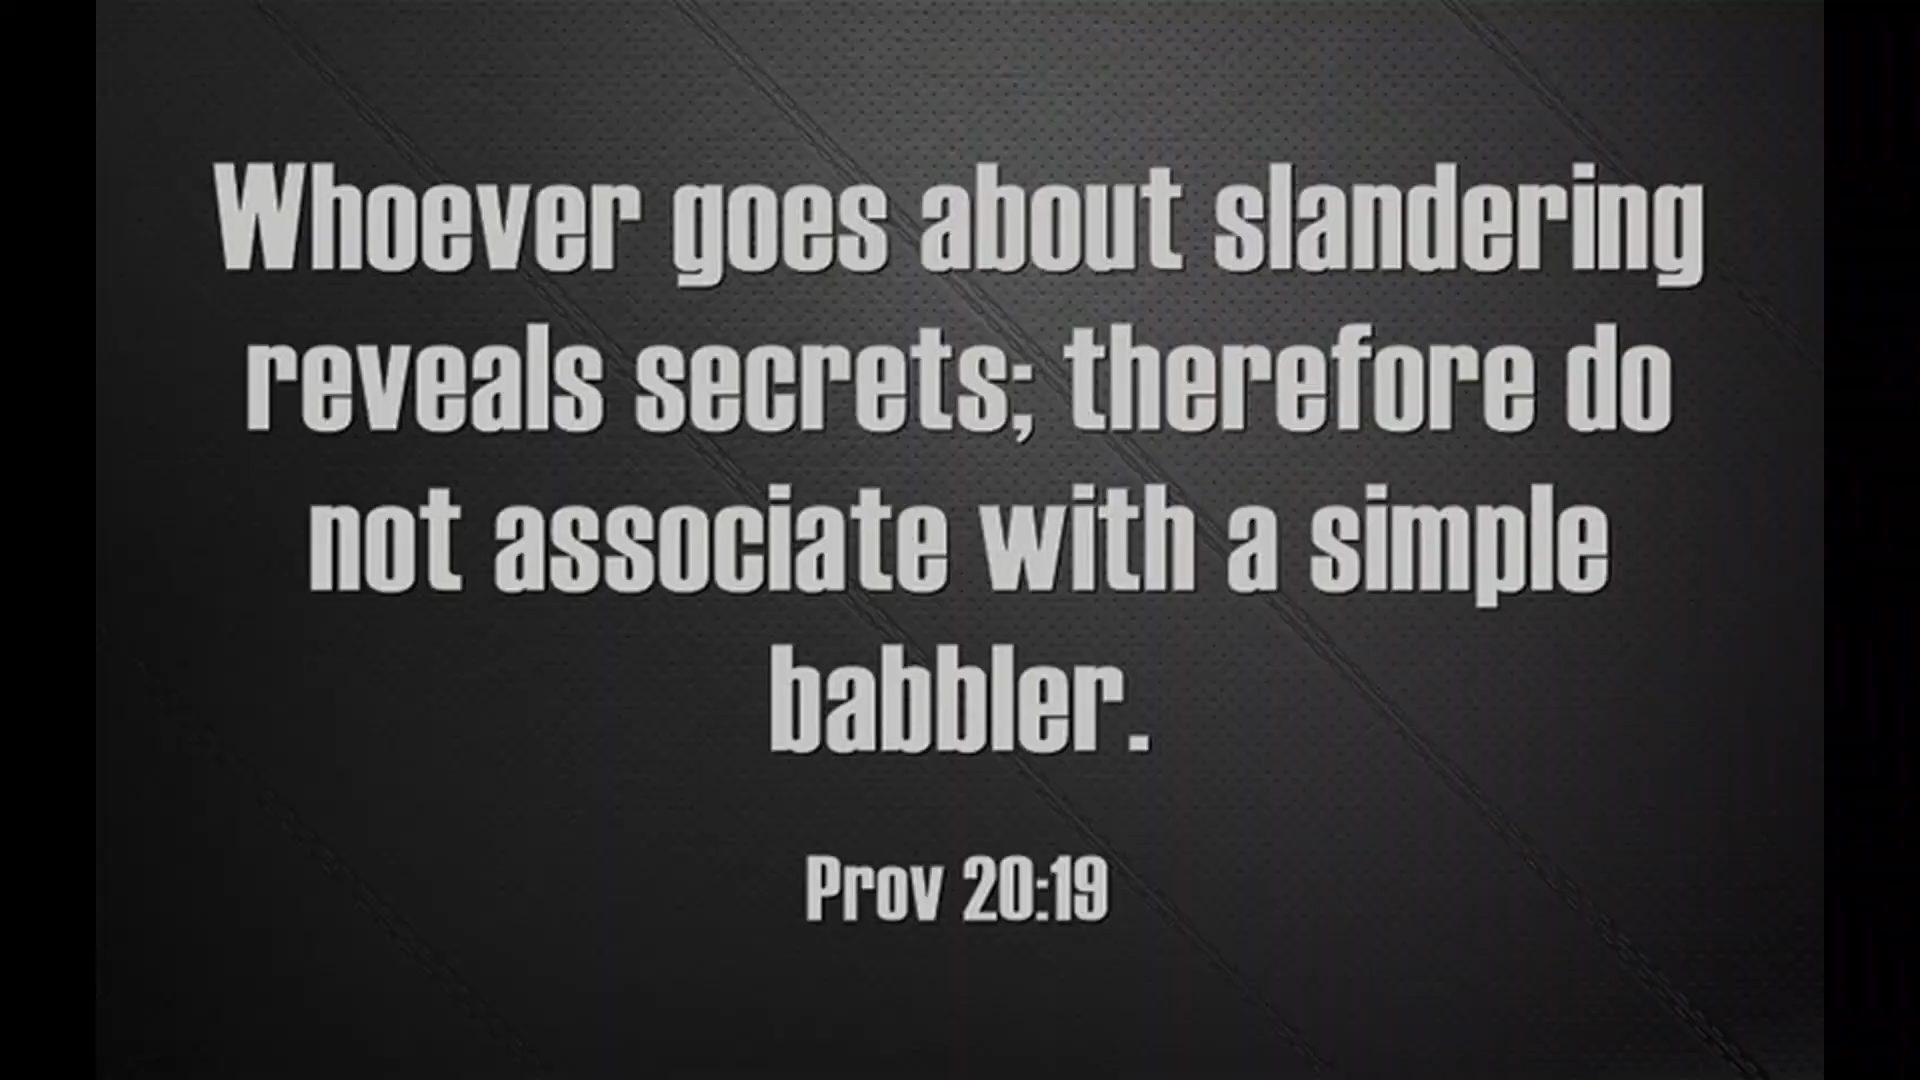 Whoever goes about slandering
reveals secrets; therefore do
not associate with a simple
babbler.
Prov 20:19